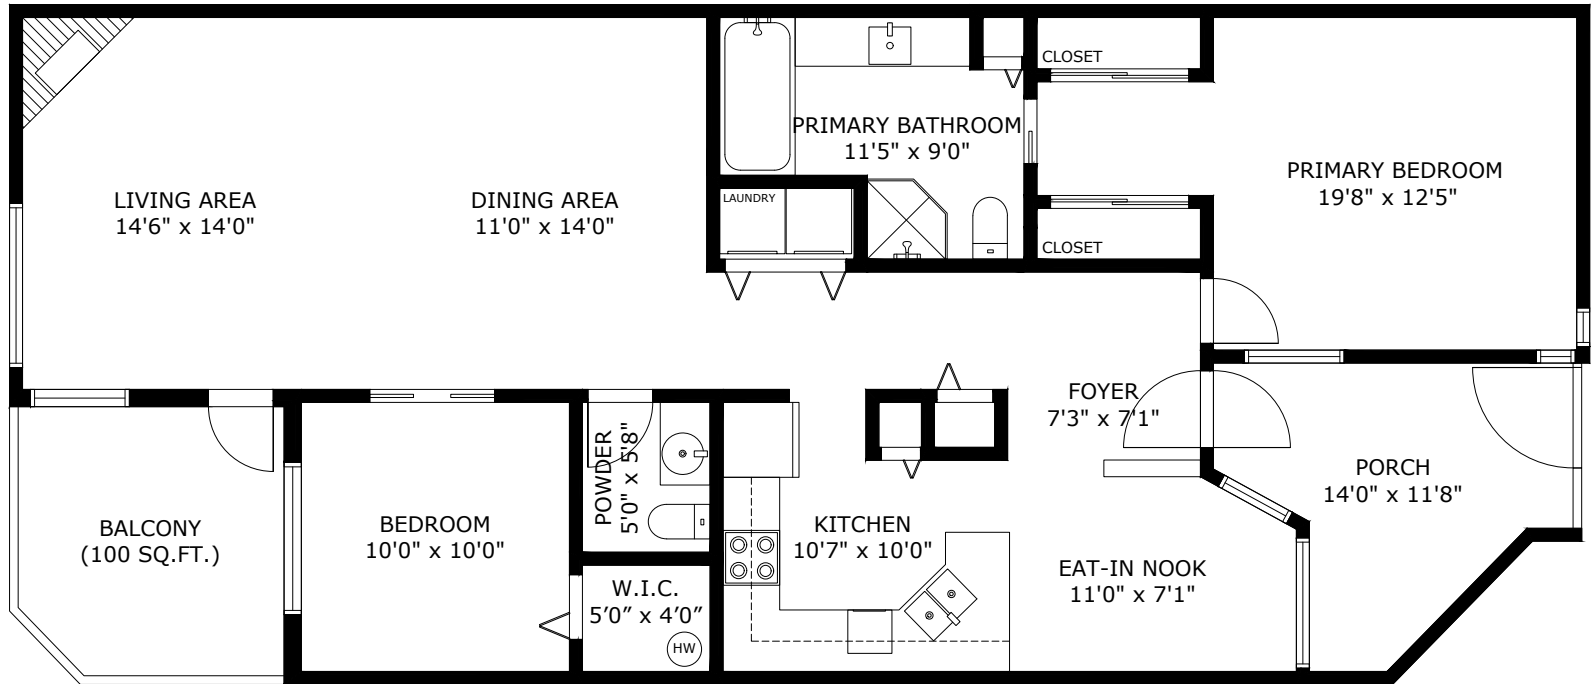 CLOSET
PRIMARY BATHROOM
11'5" x 9'0"
PRIMARY BEDROOM
19'8" x 12'5"
LIVING AREA
14'6" x 14'0"
DINING AREA
11'0" x 14'0"
LAUNDRY
CLOSET
FOYER
7'3" x 7'1"
POWDER
5'0" x 5'8"
PORCH
14'0" x 11'8"
BALCONY
(100 SQ.FT.)
BEDROOM
10'0" x 10'0"
KITCHEN
10'7" x 10'0"
EAT-IN NOOK
11'0" x 7'1"
W.I.C.
5’0” x 4’0”
HW